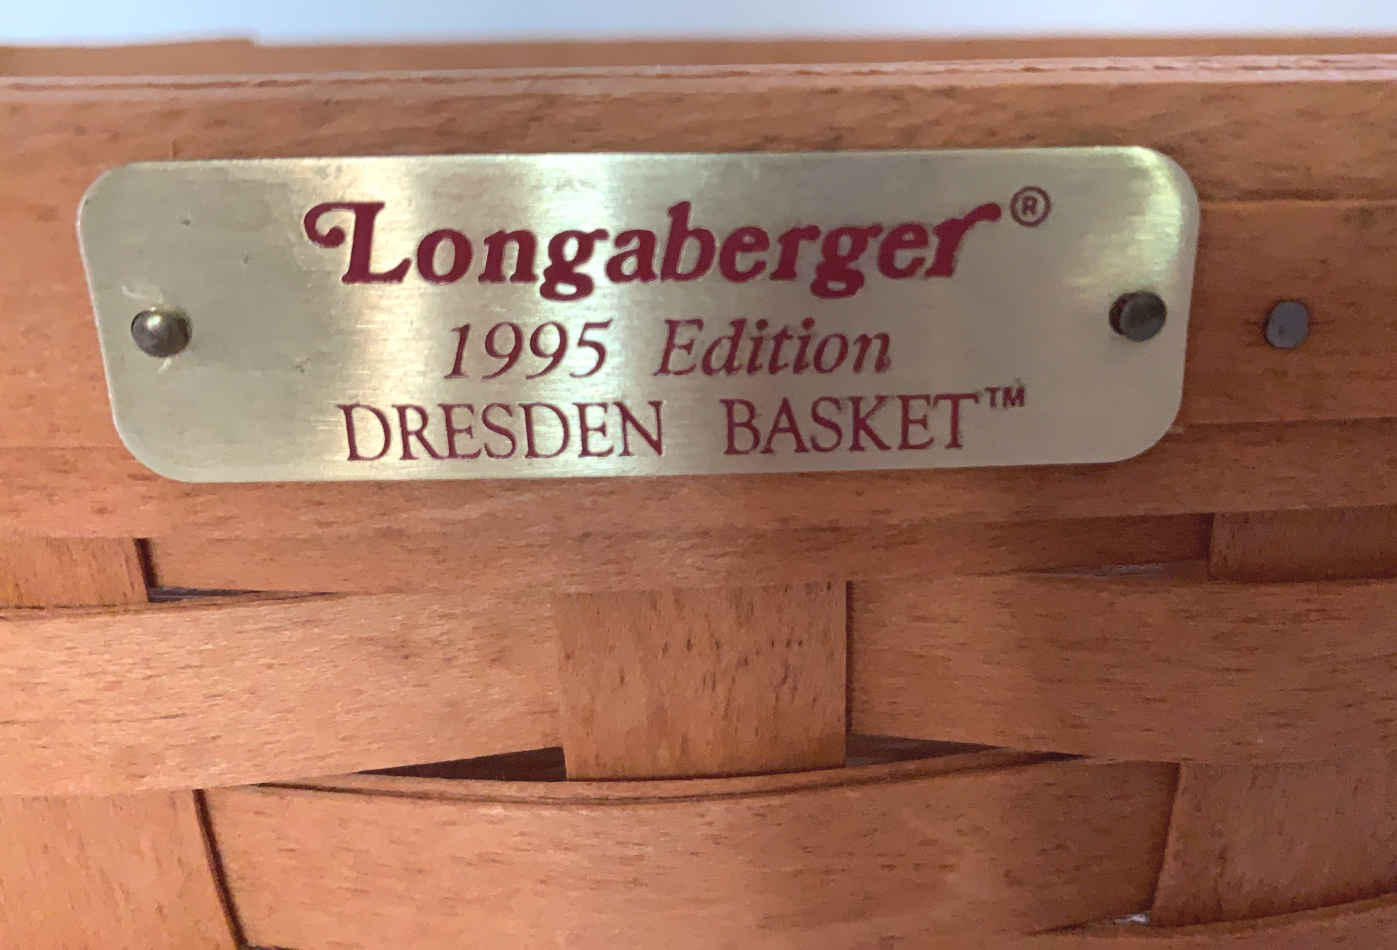 Longaberger®
1995 Edition
DRESDEN BASKET™